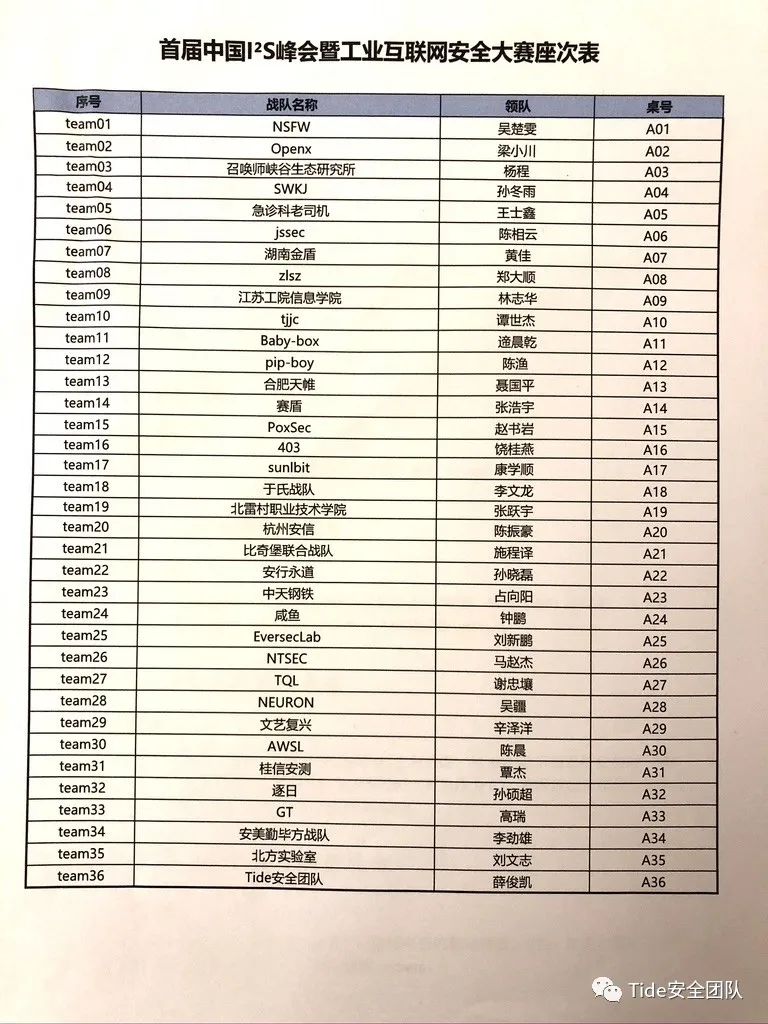 首届中国I²S峰会暨工业互联网安全大赛座次表
序号 战队名称 领队 桌号
team01 NSFW 吴楚雯 A01
team02 Openx 梁小川 A02
team03 召唤师峡谷生态研究所 杨程 A03
team04 SWKJ 孙冬雨 A04
team05 急诊科老司机 王士鑫 A05
team06 jssec 陈相云 A06
team07 湖南金盾 黄佳 A07
team08 zlsz 郑大顺 A08
team09 江苏工院信息学院 林志华 A09
team10 tjjc 谭世杰 A10
team11 Baby-box 遆晨乾 A11
team12 pip-boy 陈渔 A12
team13 合肥天帷 聂国平 A13
team14 赛盾 张浩宇 A14
team15 PoxSec 赵书岩 A15
team16 403 饶桂燕 A16
team17 sunlbit 康学顺 A17
team18 于氏战队 李文龙 A18
team19 北雷村职业技术学院 张跃宇 A19
team20 杭州安信 陈振豪 A20
team21 比奇堡联合战队 施程译 A21
team22 安行永道 孙晓磊 A22
team23 中天钢铁 占向阳 A23
team24 咸鱼 钟鹏 A24
team25 EversecLab 刘新鹏 A25
team26 NTSEC 马赵杰 A26
team27 TQL 谢忠壤 A27
team28 NEURON 吴疆 A28
team29 文艺复兴 辛泽洋 A29
team30 AWSL 陈晨 A30
team31 桂信安测 覃杰 A31
team32 逐日 孙硕超 A32
team33 GT 高瑞 A33
team34 安美勤毕方战队 李劲雄 A34
team35 北方实验室 刘文志 A35
team36 Tide安全团队 薛俊凯 A36
Tide安全团队